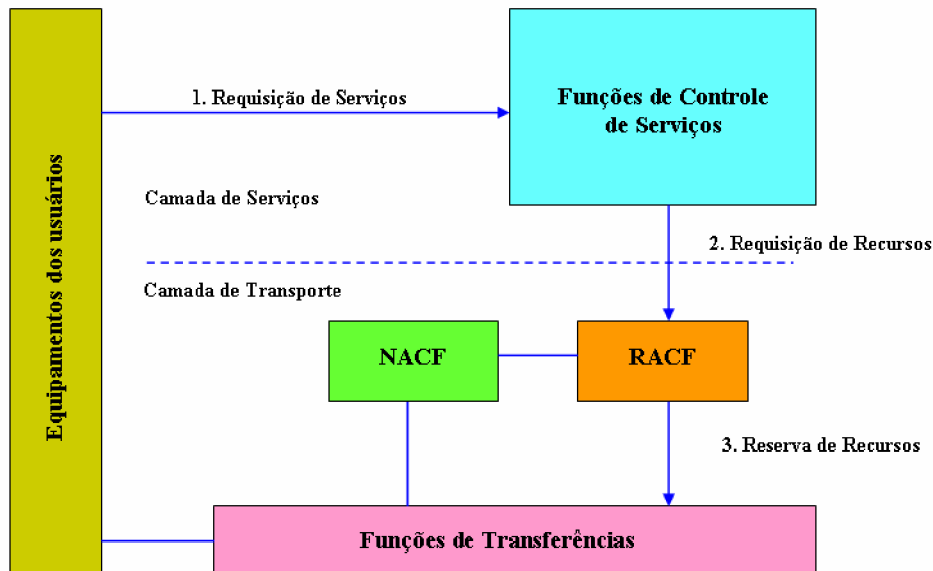 1. Requisição de Serviços
Funções de Controle
de Serviços
Equipamentos dos usuários
Camada de Serviços
2. Requisição de Recursos
Camada de Transporte
NACF
RACF
3. Reserva de Recursos
Funções de Transferências